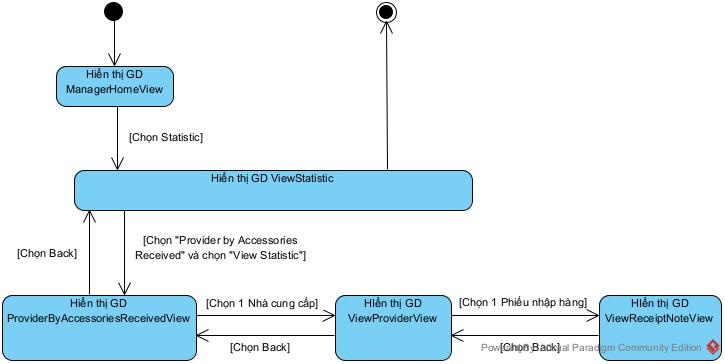 Hiển thị GD
ManagerHomeView
[Chọn Statistic]
Hiển thị GD ViewStatistic
[Chọn Back]
[Chọn "Provider by Accessories
Received" và chọn "View Statistic"]
Hiển thị GD
ProviderByAccessoriesReceivedView
[Chọn 1 Nhà cung cấp]
[Chọn Back]
HIển thị GD
ViewProviderView
[Chọn 1 Phiếu nhập hàng]
[Chọn Back]
HIển thị GD
ViewReceiptNoteView
Powered By Visual Paradigm Community Edition